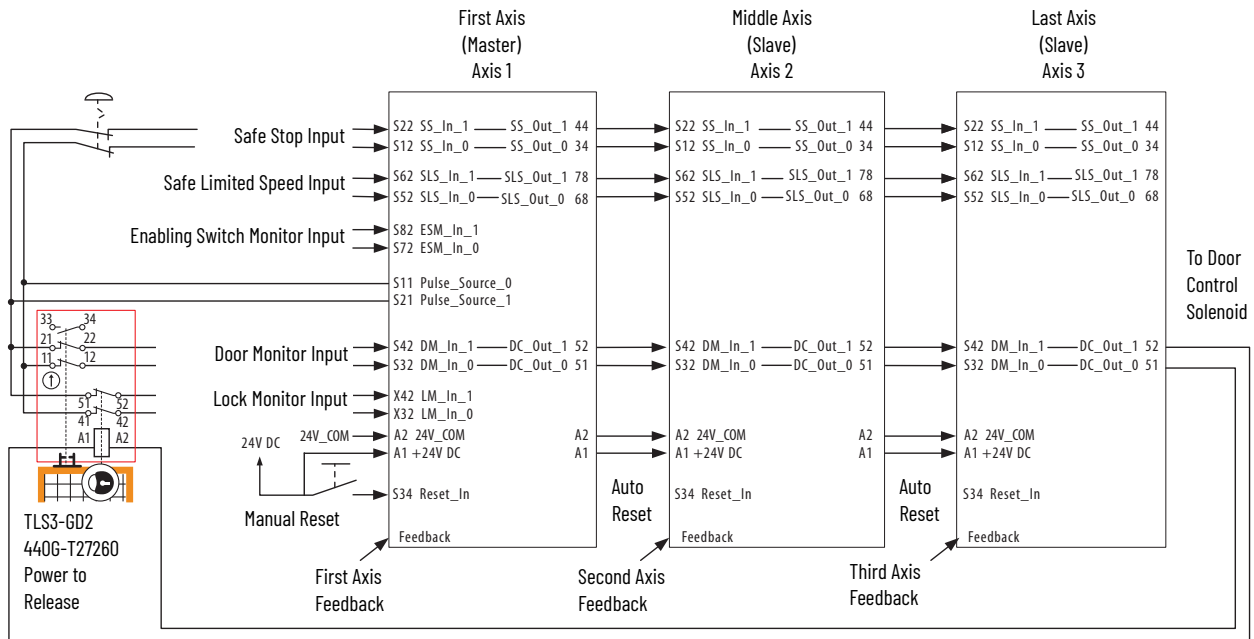 First Axis
(Master)
Axis 1
Middle Axis
(Slave)
Axis 2
Last Axis
(Slave)
Axis 3
Safe Stop Input
Safe Limited Speed Input
Enabling Switch Monitor Input
Door Monitor Input
Lock Monitor Input
24V DC
24V_COM
Manual Reset
S22 SS_In_1 SS_Out_1 44
S12 SS_In_0 SS_Out_0 34
S62 SLS_In_1 SLS_Out_1 78
S52 SLS_In_0 SLS_Out_0 68
S82 ESM_In_1
S72 ESM_In_0
S11 Pulse_Source_0
S21 Pulse_Source_1
S42 DM_In_1 DC_Out_1 52
S32 DM_In_0 DC_Out_0 51
X42 LM_In_1
X32 LM_In_0
A2 24V_COM A2
A1 +24V DC A1
S34 Reset_In
Feedback
First Axis
Feedback
Auto
Reset
S22 SS_In_1 SS_Out_1 44
S12 SS_In_0 SS_Out_0 34
S62 SLS_In_1 SLS_Out_1 78
S52 SLS_In_0 SLS_Out_0 68
S42 DM_In_1 DC_Out_1 52
S32 DM_In_0 DC_Out_0 51
A2 24V_COM A2
A1 +24V DC A1
S34 Reset_In
Feedback
Second Axis
Feedback
Auto
Reset
S22 SS_In_1 SS_Out_1 44
S12 SS_In_0 SS_Out_0 34
S62 SLS_In_1 SLS_Out_1 78
S52 SLS_In_0 SLS_Out_0 68
S42 DM_In_1 DC_Out_1 52
S32 DM_In_0 DC_Out_0 51
A2 24V_COM
A1 +24V DC
S34 Reset_In
Feedback
Third Axis
Feedback
To Door
Control
Solenoid
33 34
21 22
11 12
51 52
41 42
A1 A2
TLS3-GD2
440G-T27260
Power to
Release